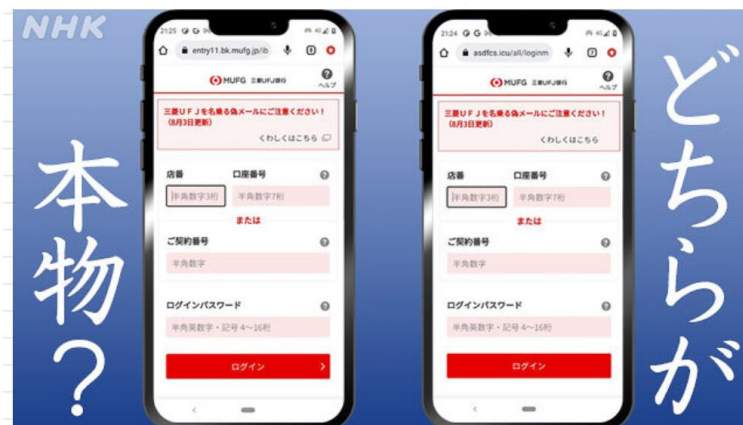 NHK
どちらが
本物?
21:25
entry11.bk.mufg.jp/ib
MUFG 三菱UFJ銀行
ヘルプ
三菱UFJを名乗る偽メールにご注意ください!
(8月3日更新)
くわしくはこちら
店番 口座番号
半角数字3桁 半角数字7桁
または
ご契約番号
半角数字
ログインパスワード
半角英数字・記号 4~16桁
ログイン
21:24
asdfcs.icu/all/loginm
MUFG 三菱UFJ銀行
ヘルプ
三菱UFJを名乗る偽メールにご注意ください!
(8月3日更新)
くわしくはこちら
店番 口座番号
半角数字3桁 半角数字7桁
または
ご契約番号
半角数字
ログインパスワード
半角英数字・記号 4~16桁
ログイン